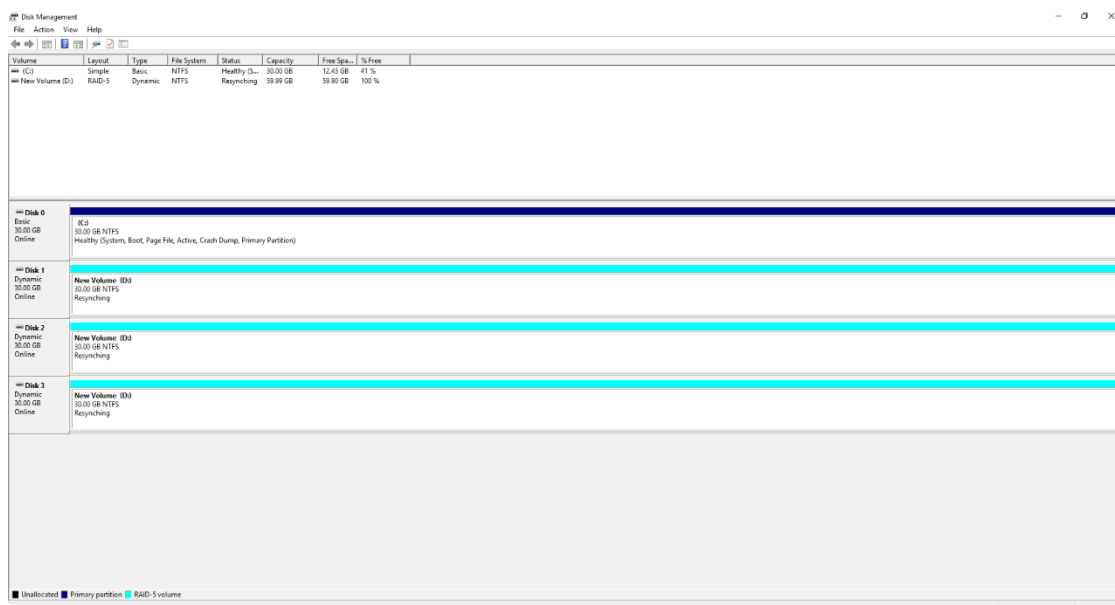 Disk Management
File Action View Help
Volume Layout Type File System Status Capacity Free Spa... % Free
(C:) Simple Basic NTFS Healthy (S... 30.00 GB 12.43 GB 41 %
New Volume (D:) RAID-5 Dynamic NTFS Resynching 59.99 GB 59.90 GB 100 %
Disk 0
Basic
30.00 GB
Online
(C:)
30.00 GB NTFS
Healthy (System, Boot, Page File, Active, Crash Dump, Primary Partition)
Disk 1
Dynamic
30.00 GB
Online
New Volume (D:)
30.00 GB NTFS
Resynching
Disk 2
Dynamic
30.00 GB
Online
New Volume (D:)
30.00 GB NTFS
Resynching
Disk 3
Dynamic
30.00 GB
Online
New Volume (D:)
30.00 GB NTFS
Resynching
Unallocated Primary partition RAID-5 volume